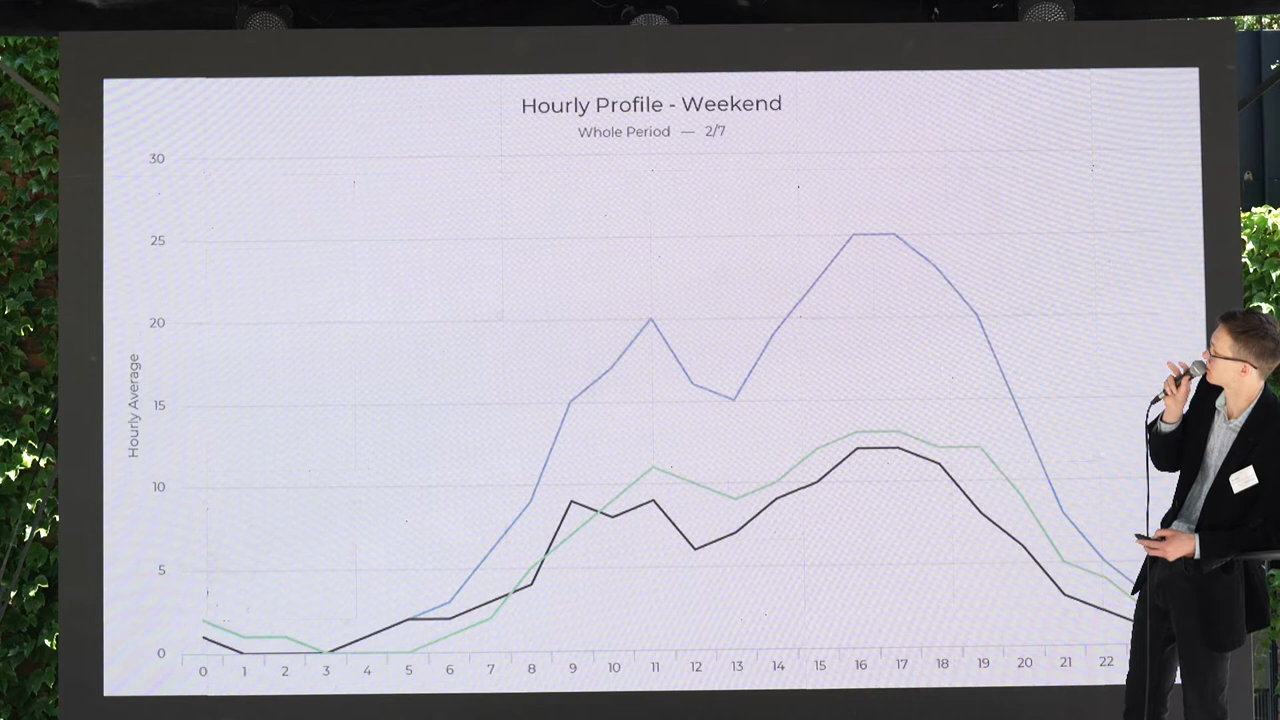 Hourly Profile - Weekend
Whole Period — 2/7
30
25
20
15
10
5
0
Hourly Average
0 1 2 3 4 5 6 7 8 9 10 11 12 13 14 15 16 17 18 19 20 21 22